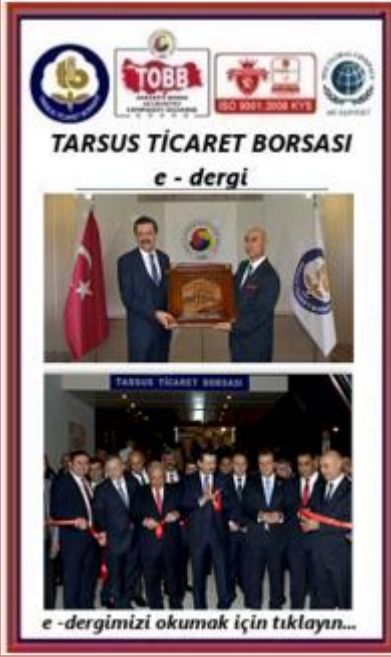 TOBB
ISO 9001:2008 KYS
TARSUS TİCARET BORSASI
e - dergi
TARSUS TİCARET BORSASI
e -dergimizi okumak için tıklayın...